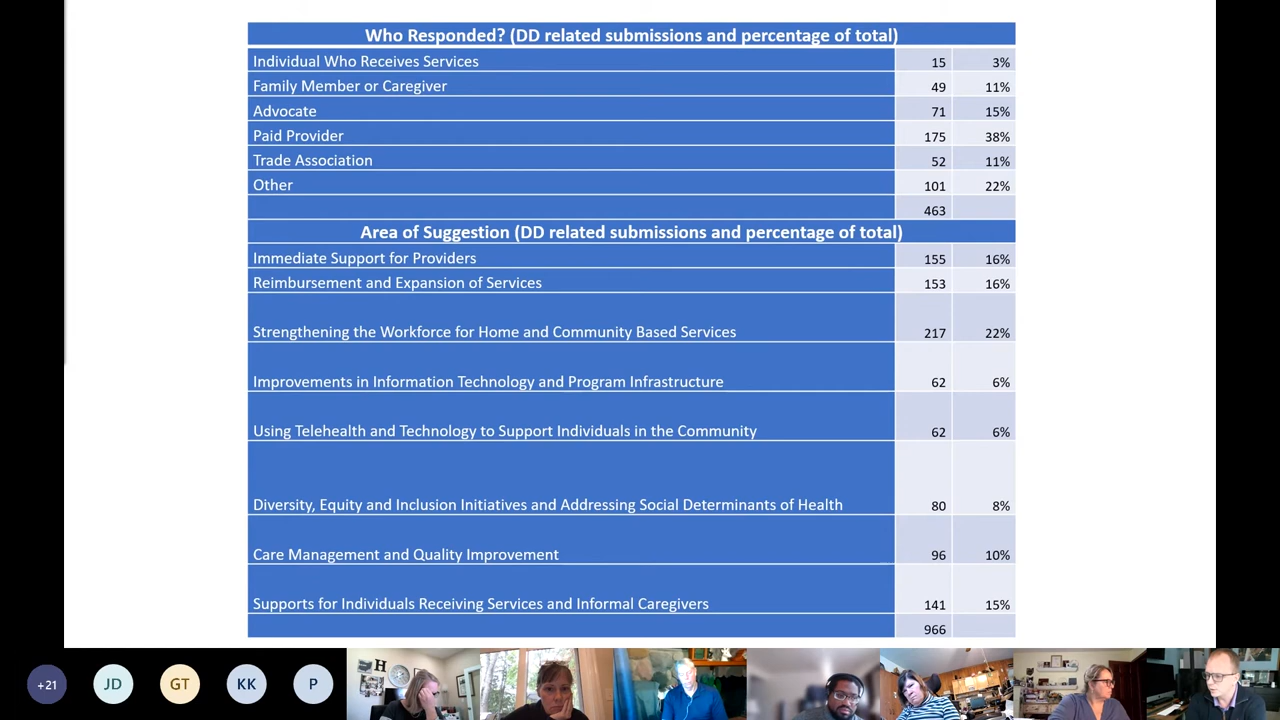 Who Responded? (DD related submissions and percentage of total)
Individual Who Receives Services 15 3%
Family Member or Caregiver 49 11%
Advocate 71 15%
Paid Provider 175 38%
Trade Association 52 11%
Other 101 22%
463
Area of Suggestion (DD related submissions and percentage of total)
Immediate Support for Providers 155 16%
Reimbursement and Expansion of Services 153 16%
Strengthening the Workforce for Home and Community Based Services 217 22%
Improvements in Information Technology and Program Infrastructure 62 6%
Using Telehealth and Technology to Support Individuals in the Community 62 6%
Diversity, Equity and Inclusion Initiatives and Addressing Social Determinants of Health 80 8%
Care Management and Quality Improvement 96 10%
Supports for Individuals Receiving Services and Informal Caregivers 141 15%
966
+21 JD GT KK P H